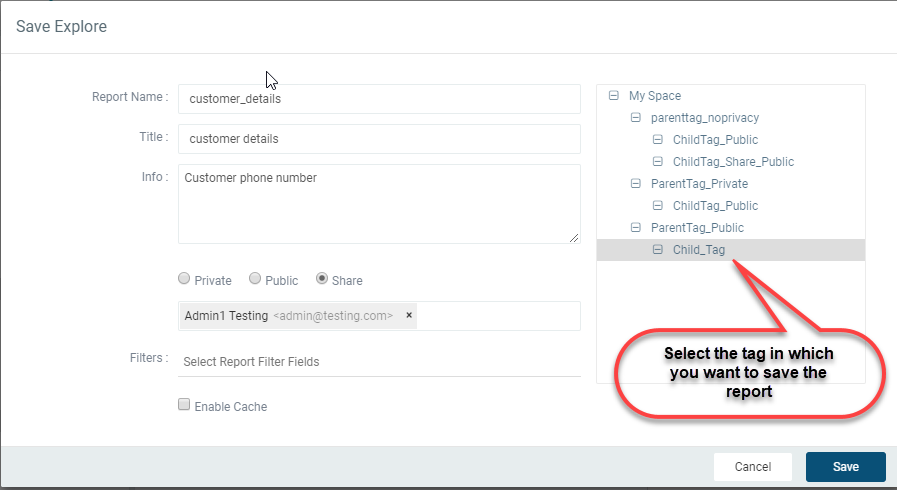 Save Explore
Report Name :
customer_details
Title :
customer details
Info :
Customer phone number
Private
Public
Share
Admin1 Testing <admin@testing.com> ×
Filters :
Select Report Filter Fields
Enable Cache
My Space
parenttag_noprivacy
ChildTag_Public
ChildTag_Share_Public
ParentTag_Private
ChildTag_Public
ParentTag_Public
Child_Tag
Select the tag in which
you want to save the
report
Cancel
Save